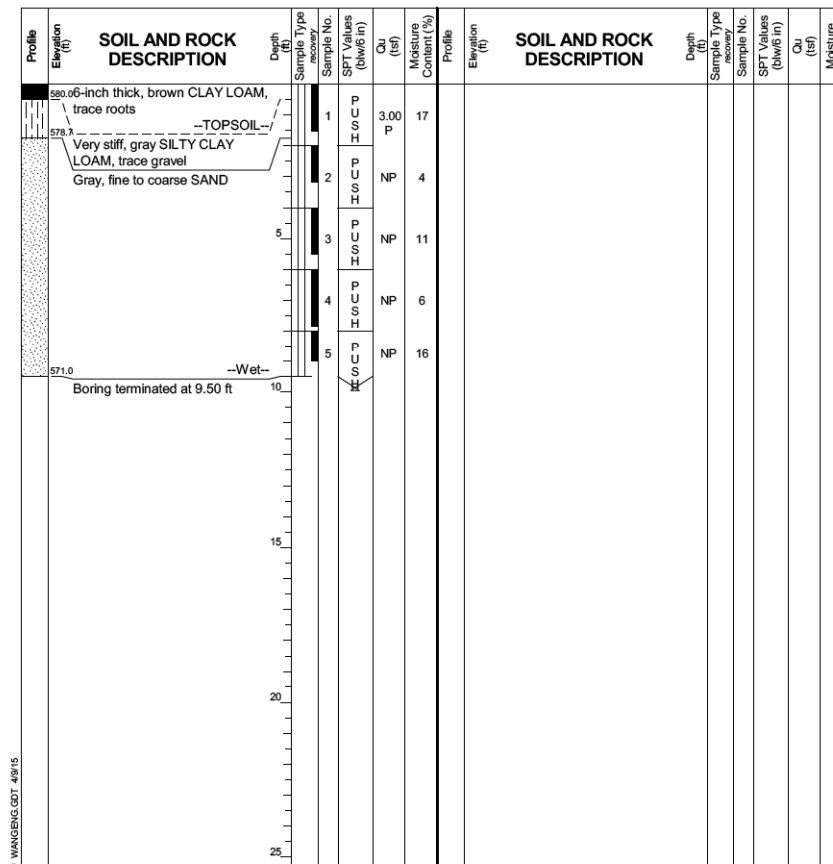 Profile
Elevation (ft)
SOIL AND ROCK
DESCRIPTION
Depth (ft)
Sample Type
recovery
Sample No.
SPT Values (blw/6 in)
Qu (tsf)
Moisture Content (%)
Profile
Elevation (ft)
SOIL AND ROCK
DESCRIPTION
Depth (ft)
Sample Type
recovery
Sample No.
SPT Values (blw/6 in)
Qu (tsf)
Moisture
580.0 6-inch thick, brown CLAY LOAM,
trace roots
--TOPSOIL--
578.7
Very stiff, gray SILTY CLAY
LOAM, trace gravel
Gray, fine to coarse SAND
1 PUSH 3.00 P 17
2 PUSH NP 4
5
3 PUSH NP 11
4 PUSH NP 6
5 PUSH NP 16
--Wet--
571.0
Boring terminated at 9.50 ft
10
15
20
25
WANGENG.GDT 4/9/15